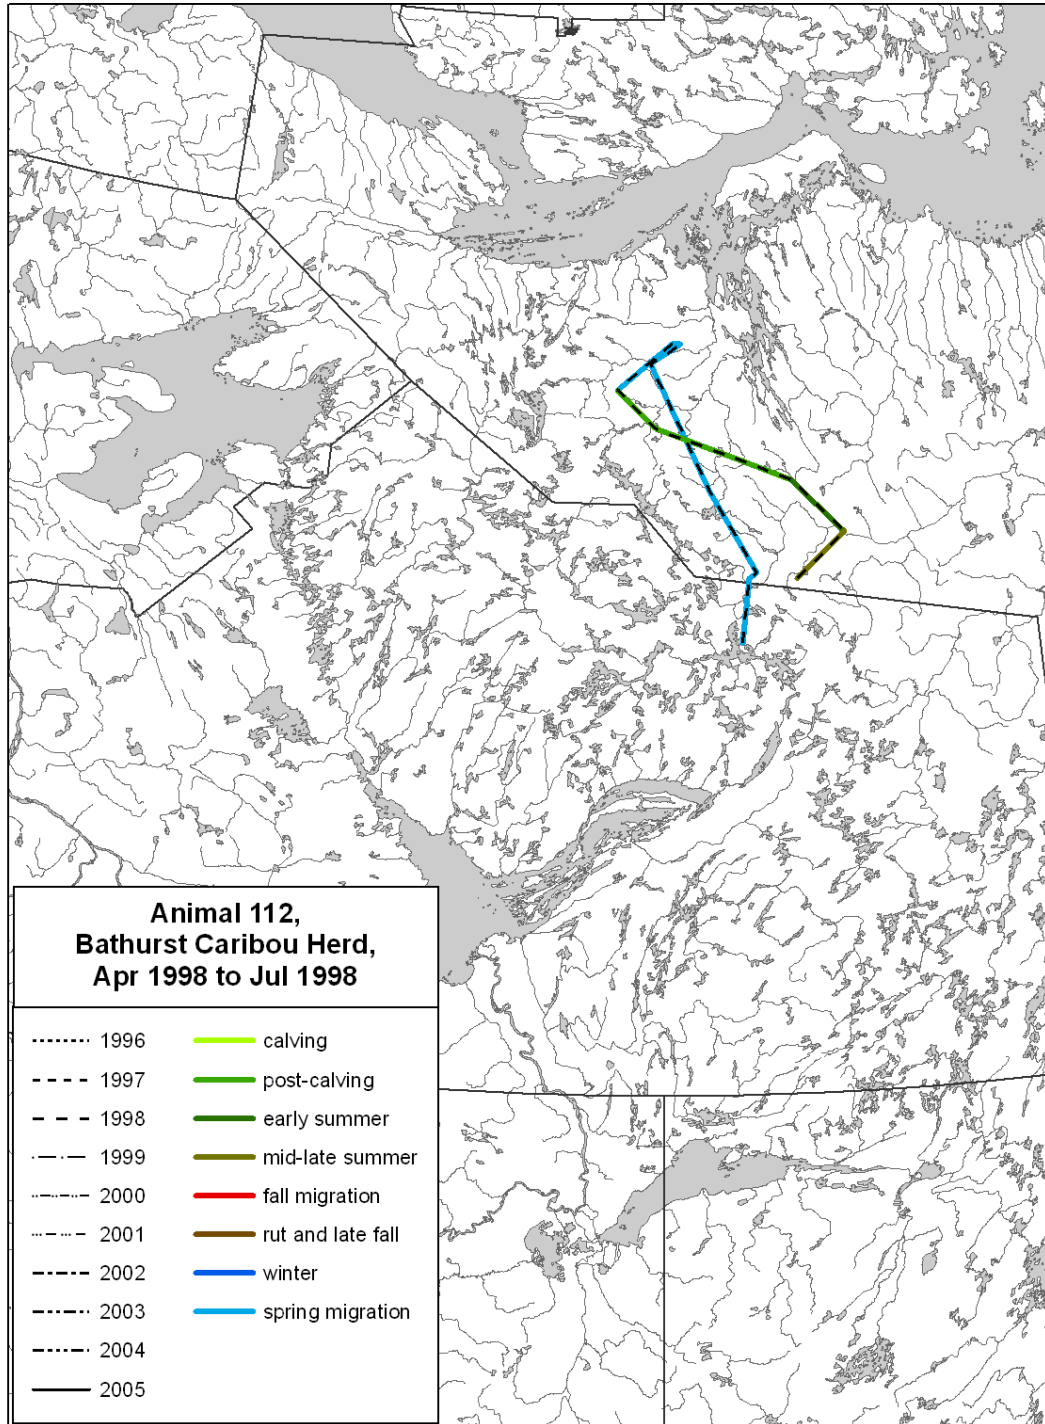 Animal 112,
Bathurst Caribou Herd,
Apr 1998 to Jul 1998
1996
1997
1998
1999
2000
2001
2002
2003
2004
2005
calving
post-calving
early summer
mid-late summer
fall migration
rut and late fall
winter
spring migration